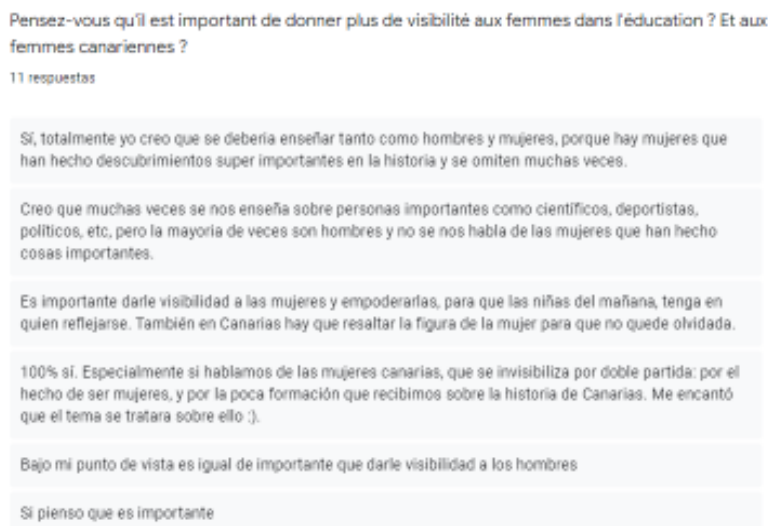 Pensez-vous qu'il est important de donner plus de visibilité aux femmes dans l'éducation ? Et aux
femmes canariennes ?
11 respuestas
Sí, totalmente yo creo que se deberia enseñar tanto como hombres y mujeres, porque hay mujeres que
han hecho descubrimientos super importantes en la historia y se omiten muchas veces.
Creo que muchas veces se nos enseña sobre personas importantes como científicos, deportistas,
políticos, etc, pero la mayoria de veces son hombres y no se nos habla de las mujeres que han hecho
cosas importantes.
Es importante darle visibilidad a las mujeres y empoderarlas, para que las niñas del mañana, tenga en
quien reflejarse. También en Canarias hay que resaltar la figura de la mujer para que no quede olvidada.
100% sí. Especialmente si hablamos de las mujeres canarias, que se invisibiliza por doble partida: por el
hecho de ser mujeres, y por la poca formación que recibimos sobre la historia de Canarias. Me encantó
que el tema se tratara sobre ello :).
Bajo mi punto de vista es igual de importante que darle visibilidad a los hombres
Si pienso que es importante